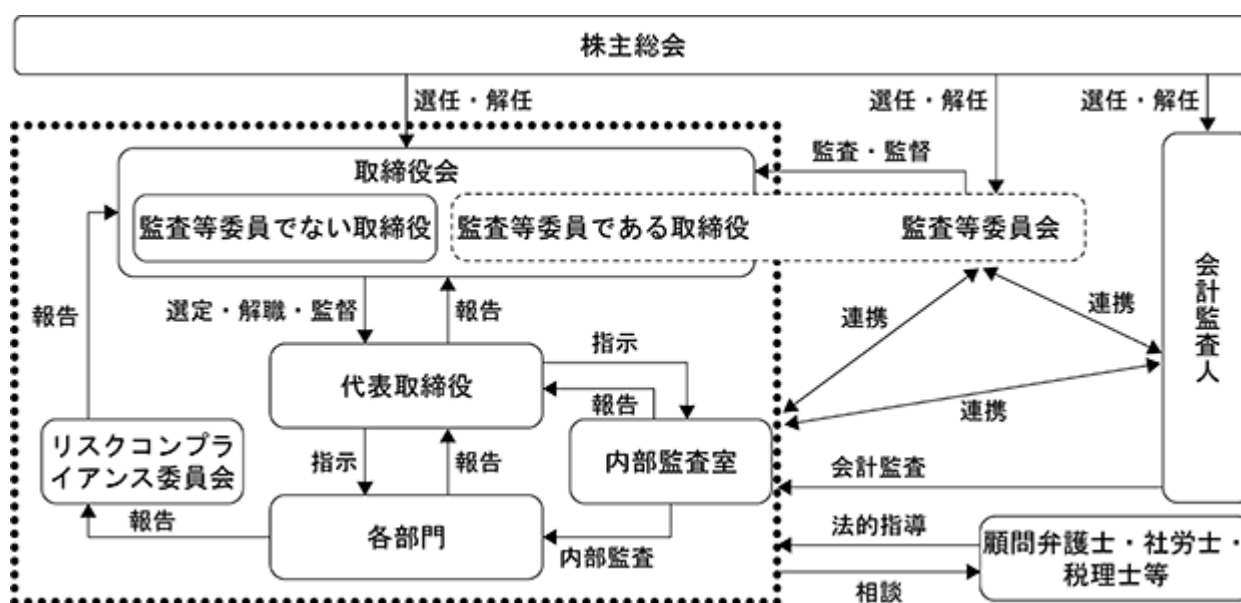 株主総会
選任・解任
選任・解任
選任・解任
監査・監督
取締役会
監査等委員でない取締役
監査等委員である取締役
監査等委員会
会計監査人
報告
選定・解職・監督
報告
連携
連携
指示
代表取締役
報告
連携
リスクコンプラ
イアンス委員会
指示
報告
内部監査室
会計監査
報告
各部門
内部監査
法的指導
顧問弁護士・社労士・
税理士等
相談